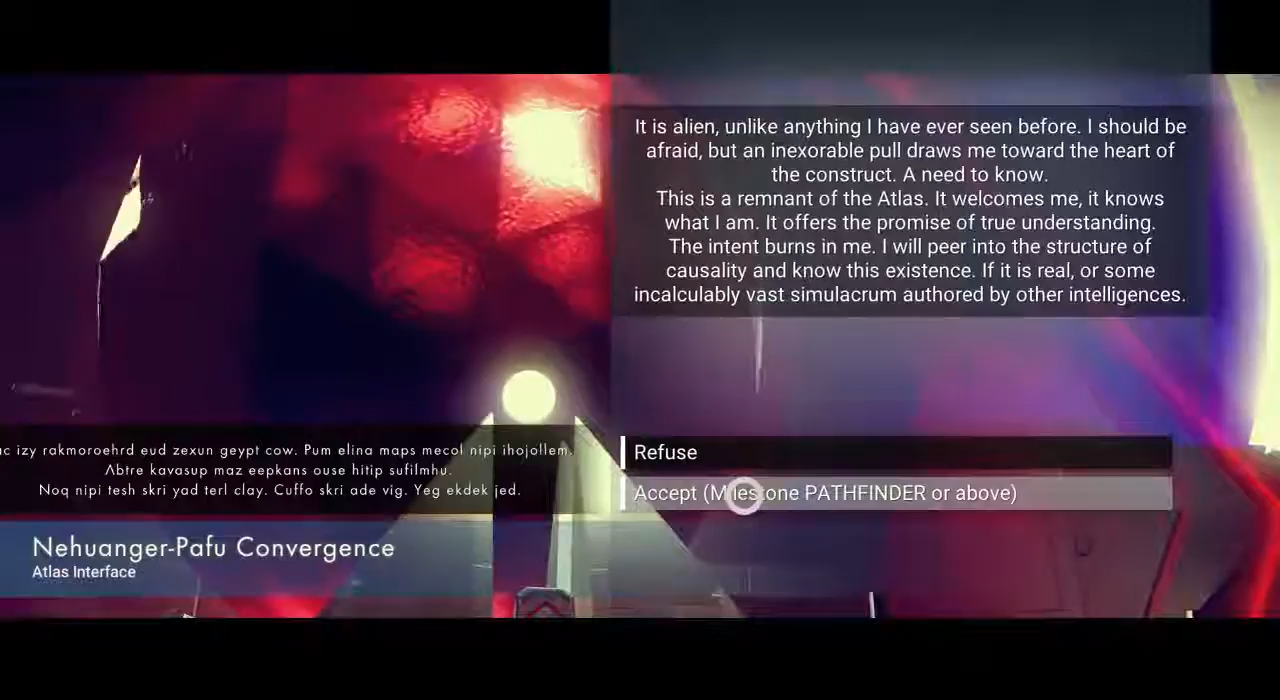 It is alien, unlike anything I have ever seen before. I should be
afraid, but an inexorable pull draws me toward the heart of
the construct. A need to know.
This is a remnant of the Atlas. It welcomes me, it knows
what I am. It offers the promise of true understanding.
The intent burns in me. I will peer into the structure of
causality and know this existence. If it is real, or some
incalculably vast simulacrum authored by other intelligences.
izy rakmoroehrd eud zexun geypt cow. Pum elina maps mecol nipi ihojollem.
Abtre kavasup maz eepkans ouse hitip sufilmhu.
Noq nipi tesh skri yad terl clay. Cuffo skri ade vig. Yeg ekdek jed.
Refuse
Accept (Milestone PATHFINDER or above)
Nehuanger-Pafu Convergence
Atlas Interface